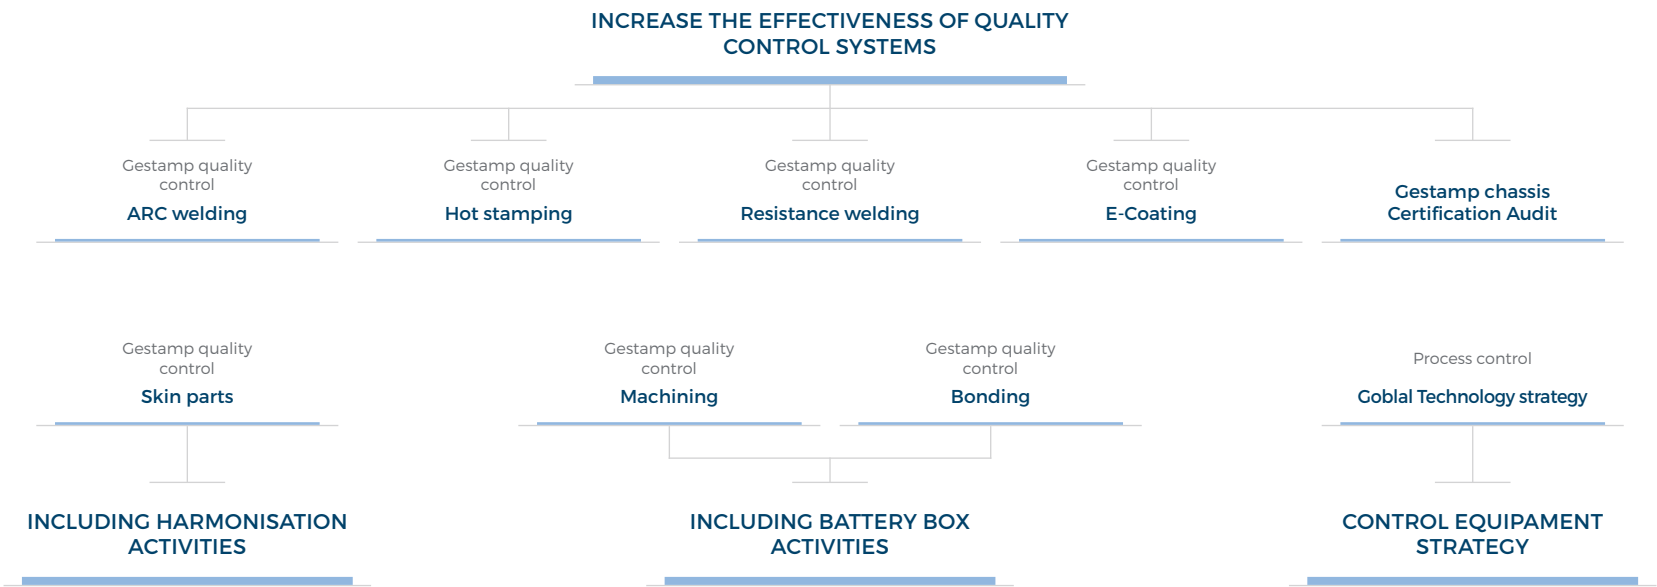 INCREASE THE EFFECTIVENESS OF QUALITY
CONTROL SYSTEMS
Gestamp quality
control
ARC welding
Gestamp quality
control
Hot stamping
Gestamp quality
control
Resistance welding
Gestamp quality
control
E-Coating
Gestamp chassis
Certification Audit
Gestamp quality
control
Skin parts
Gestamp quality
control
Machining
Gestamp quality
control
Bonding
Process control
Goblal Technology strategy
INCLUDING HARMONISATION
ACTIVITIES
INCLUDING BATTERY BOX
ACTIVITIES
CONTROL EQUIPAMENT
STRATEGY